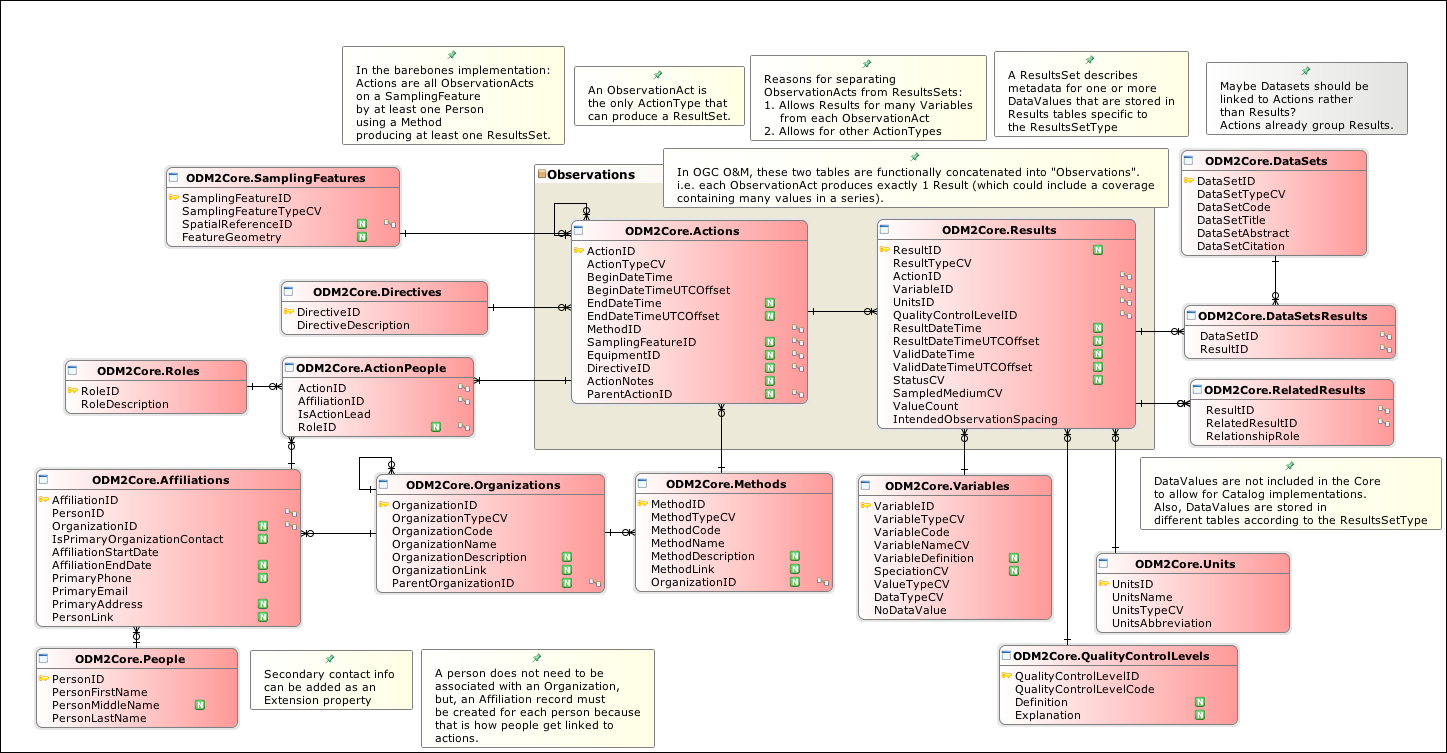 In the barebones implementation:
Actions are all ObservationActs
on a SamplingFeature
by at least one Person
using a Method
producing at least one ResultsSet.
An ObservationAct is
the only ActionType that
can produce a ResultSet.
Reasons for separating
ObservationActs from ResultsSets:
1. Allows Results for many Variables
from each ObservationAct
2. Allows for other ActionTypes
A ResultsSet describes
metadata for one or more
DataValues that are stored in
Results tables specific to
the ResultsSetType
Maybe Datasets should be
linked to Actions rather
than Results?
Actions already group Results.
In OGC O&M, these two tables are functionally concatenated into "Observations".
i.e. each ObservationAct produces exactly 1 Result (which could include a coverage
containing many values in a series).
Observations
ODM2Core.SamplingFeatures
SamplingFeatureID
SamplingFeatureTypeCV
SpatialReferenceID N
FeatureGeometry N
ODM2Core.Directives
DirectiveID
DirectiveDescription
ODM2Core.Roles
RoleID
RoleDescription
ODM2Core.ActionPeople
ActionID
AffiliationID
IsActionLead
RoleID N
ODM2Core.Actions
ActionID
ActionTypeCV
BeginDateTime
BeginDateTimeUTCOffset
EndDateTime N
EndDateTimeUTCOffset N
MethodID
SamplingFeatureID N
EquipmentID N
DirectiveID N
ActionNotes N
ParentActionID N
ODM2Core.Results
ResultID N
ResultTypeCV
ActionID
VariableID
UnitsID
QualityControlLevelID
ResultDateTime N
ResultDateTimeUTCOffset N
ValidDateTime N
ValidDateTimeUTCOffset N
StatusCV N
SampledMediumCV
ValueCount
IntendedObservationSpacing
ODM2Core.DataSets
DataSetID
DataSetTypeCV
DataSetCode
DataSetTitle
DataSetAbstract
DataSetCitation
ODM2Core.DataSetsResults
DataSetID
ResultID
ODM2Core.RelatedResults
ResultID
RelatedResultID
RelationshipRole
DataValues are not included in the Core
to allow for Catalog implementations.
Also, DataValues are stored in
different tables according to the ResultsSetType
ODM2Core.Affiliations
AffiliationID
PersonID
OrganizationID N
IsPrimaryOrganizationContact N
AffiliationStartDate
AffiliationEndDate N
PrimaryPhone N
PrimaryEmail
PrimaryAddress N
PersonLink N
ODM2Core.Organizations
OrganizationID
OrganizationTypeCV
OrganizationCode
OrganizationName
OrganizationDescription N
OrganizationLink N
ParentOrganizationID N
ODM2Core.Methods
MethodID
MethodTypeCV
MethodCode
MethodName
MethodDescription N
MethodLink N
OrganizationID N
ODM2Core.Variables
VariableID
VariableTypeCV
VariableCode
VariableNameCV
VariableDefinition N
SpeciationCV N
ValueTypeCV
DataTypeCV
NoDataValue
ODM2Core.Units
UnitsID
UnitsName
UnitsTypeCV
UnitsAbbreviation
ODM2Core.People
PersonID
PersonFirstName
PersonMiddleName N
PersonLastName
Secondary contact info
can be added as an
Extension property
A person does not need to be
associated with an Organization,
but, an Affiliation record must
be created for each person because
that is how people get linked to
actions.
ODM2Core.QualityControlLevels
QualityControlLevelID
QualityControlLevelCode
Definition N
Explanation N